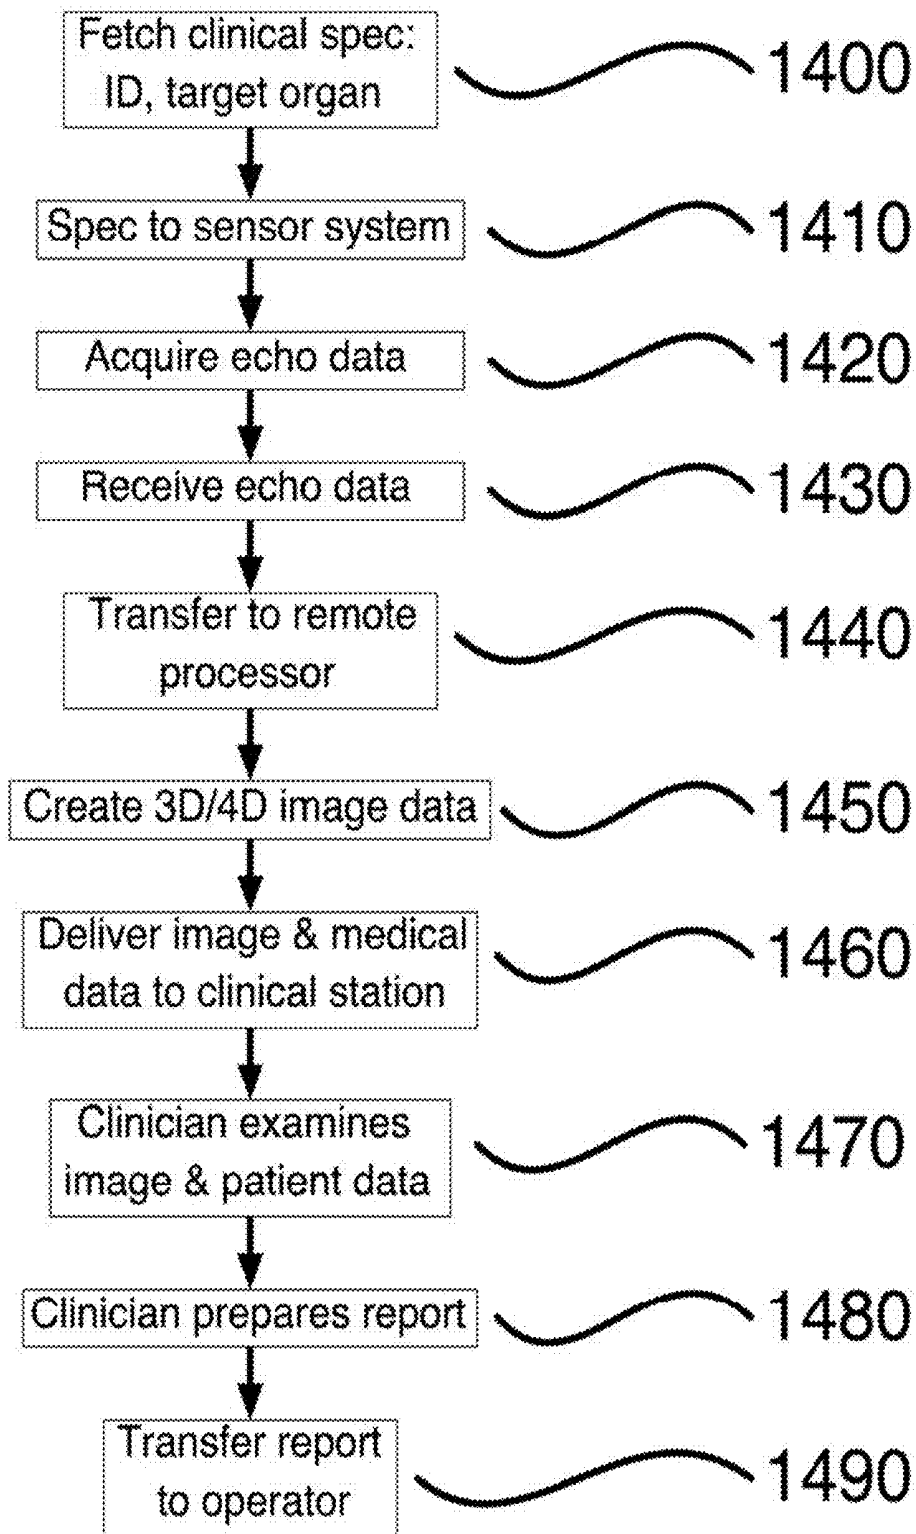 Fetch clinical spec:
ID, target organ
1400
Spec to sensor system
1410
Acquire echo data
1420
Receive echo data
1430
Transfer to remote
processor
1440
Create 3D/4D image data
1450
Deliver image & medical
data to clinical station
1460
Clinician examines
image & patient data
1470
Clinician prepares report
1480
Transfer report
to operator
1490